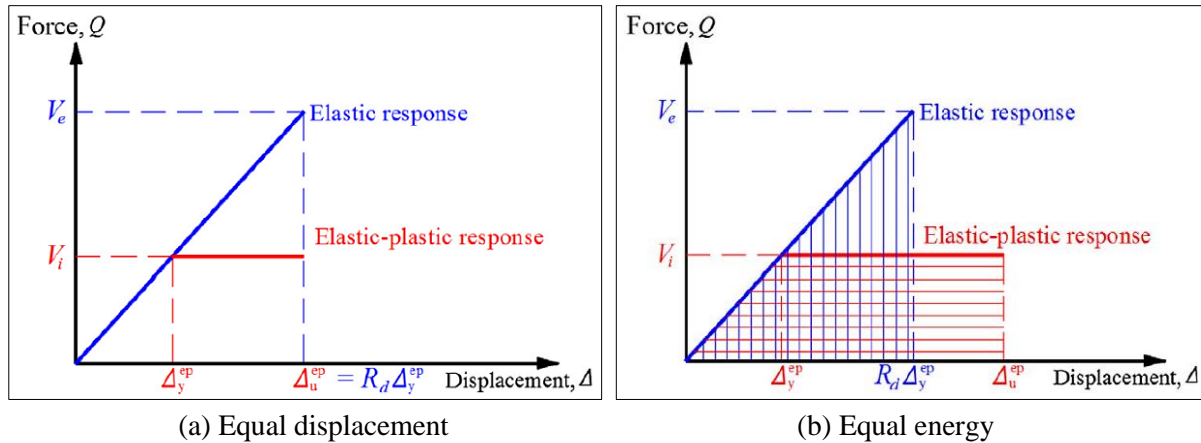 Force, Q
V_e
Elastic response
Elastic-plastic response
V_i
Δ_y^ep
Δ_u^ep = R_d Δ_y^ep
Displacement, Δ
(a) Equal displacement
Force, Q
V_e
Elastic response
Elastic-plastic response
V_i
Δ_y^ep
R_d Δ_y^ep
Δ_u^ep
Displacement, Δ
(b) Equal energy